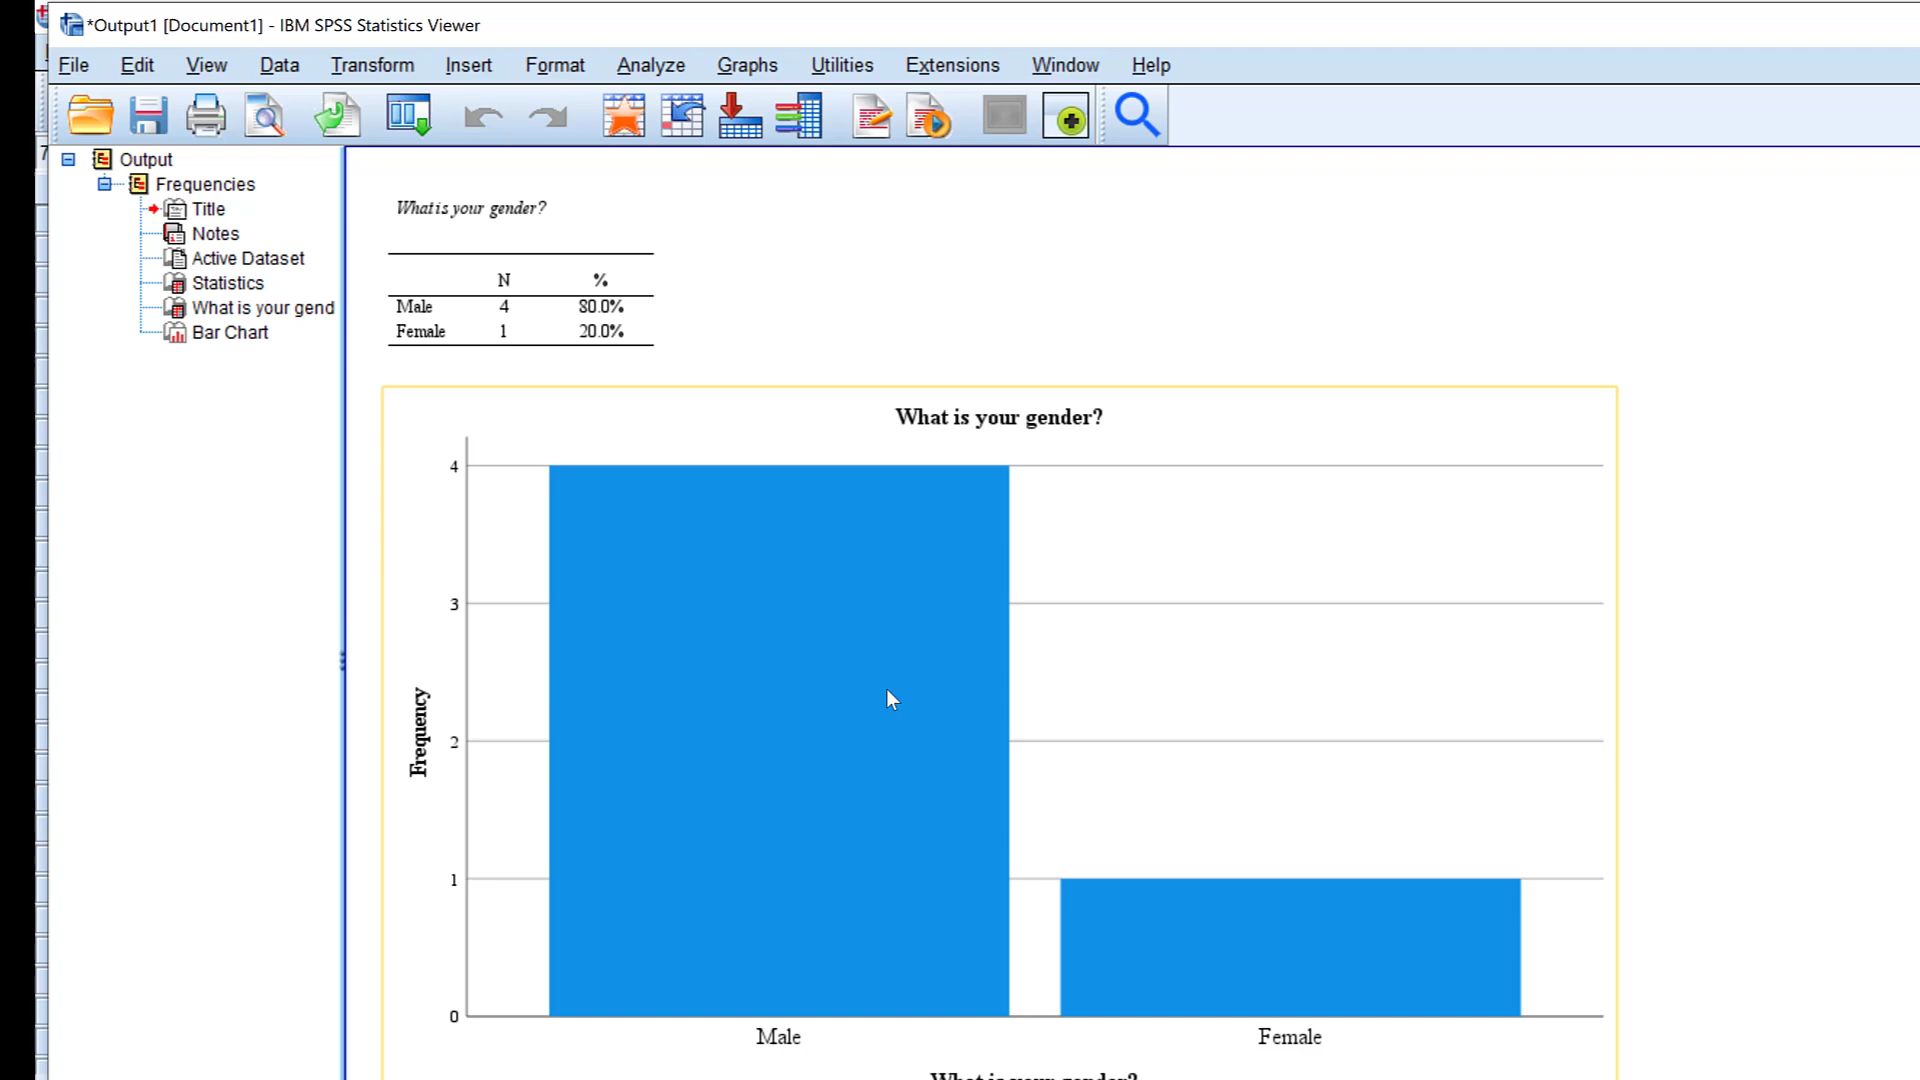 *Output1 [Document1] - IBM SPSS Statistics Viewer
File Edit View Data Transform Insert Format Analyze Graphs Utilities Extensions Window Help
Output
Frequencies
Title
Notes
Active Dataset
Statistics
What is your gend
Bar Chart
What is your gender?
N %
Male 4 80.0%
Female 1 20.0%
What is your gender?
4
3
2
1
0
Frequency
Male Female
What is your gender?